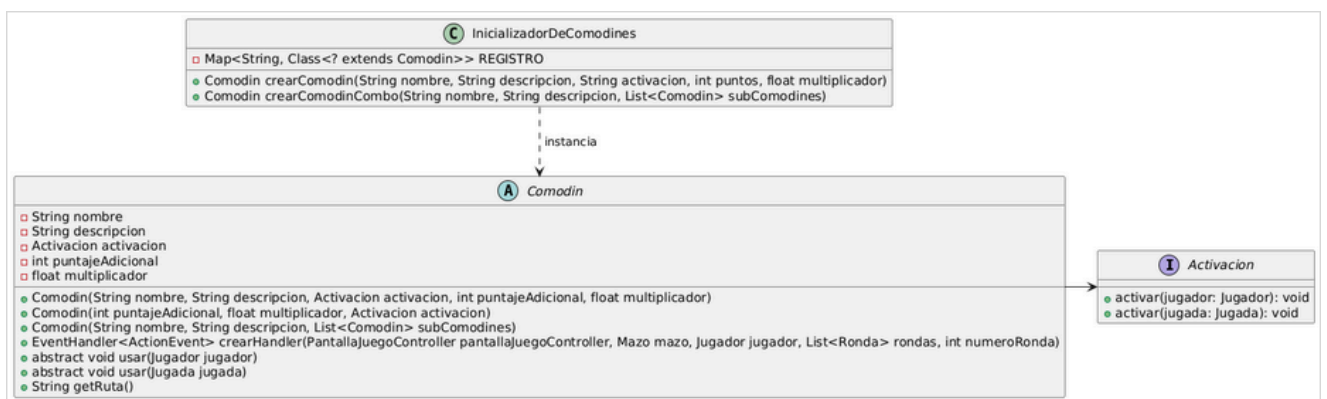 C InicializadorDeComodines
Map<String, Class<? extends Comodin>> REGISTRO
Comodin crearComodin(String nombre, String descripcion, String activacion, int puntos, float multiplicador)
Comodin crearComodinCombo(String nombre, String descripcion, List<Comodin> subComodines)
instancia
A Comodin
String nombre
String descripcion
Activacion activacion
int puntajeAdicional
float multiplicador
Comodin(String nombre, String descripcion, Activacion activacion, int puntajeAdicional, float multiplicador)
Comodin(int puntajeAdicional, float multiplicador, Activacion activacion)
Comodin(String nombre, String descripcion, List<Comodin> subComodines)
EventHandler<ActionEvent> crearHandler(PantallaJuegoController pantallaJuegoController, Mazo mazo, Jugador jugador, List<Ronda> rondas, int numeroRonda)
abstract void usar(Jugador jugador)
abstract void usar(Jugada jugada)
String getRuta()
I Activacion
activar(jugador: Jugador): void
activar(jugada: Jugada): void